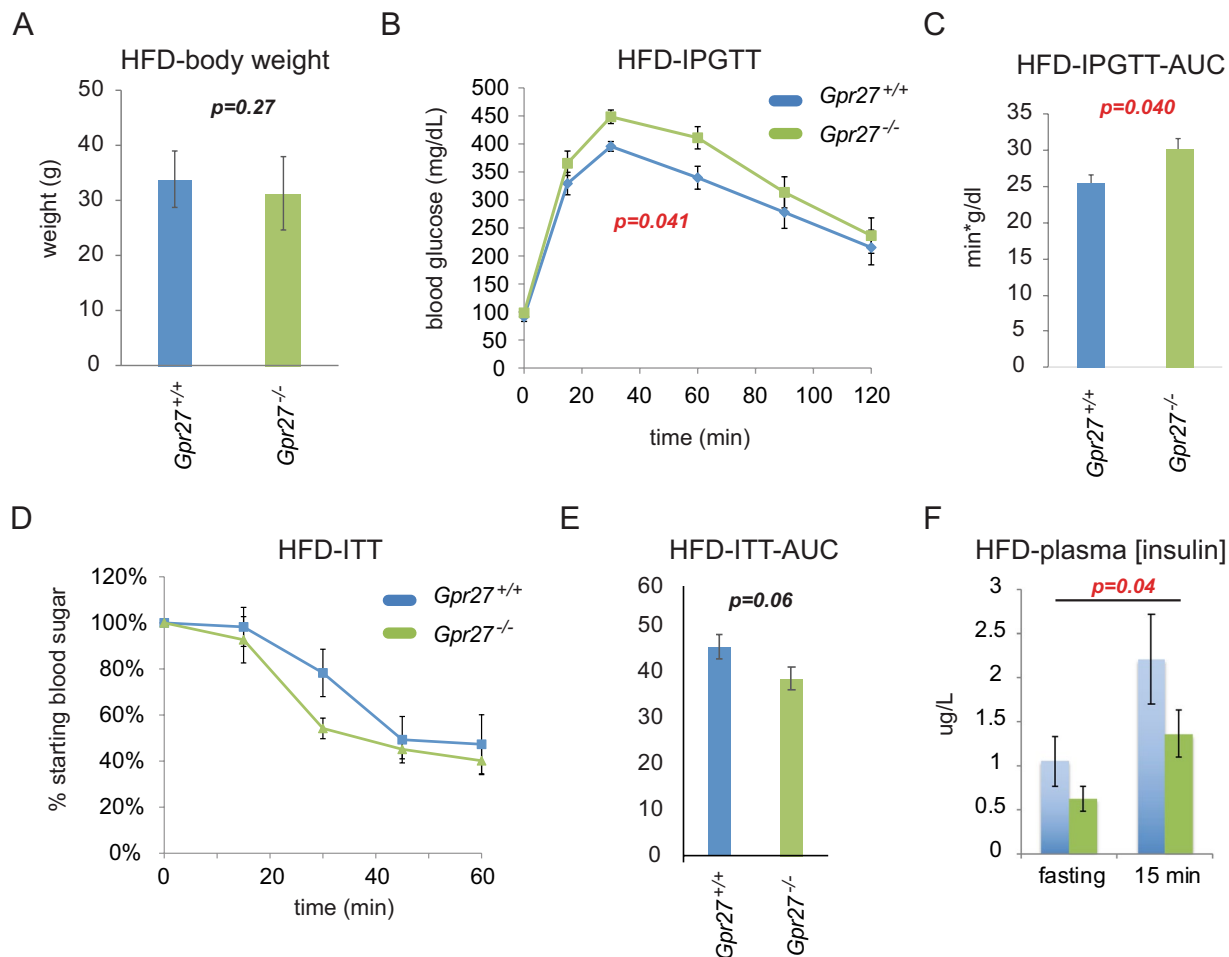 A
HFD-body weight
50
40
30
20
10
0
weight (g)
p=0.27
Gpr27+/+
Gpr27-/-
B
HFD-IPGTT
500
450
400
350
300
250
200
150
100
50
0
blood glucose (mg/dL)
Gpr27+/+
Gpr27-/-
p=0.041
0 20 40 60 80 100 120
time (min)
C
HFD-IPGTT-AUC
35
30
25
20
15
10
5
0
min*g/dl
p=0.040
Gpr27+/+
Gpr27-/-
D
HFD-ITT
120%
100%
80%
60%
40%
20%
0%
% starting blood sugar
Gpr27+/+
Gpr27-/-
0 20 40 60
time (min)
E
HFD-ITT-AUC
60
50
40
30
20
10
0
p=0.06
Gpr27+/+
Gpr27-/-
F
HFD-plasma [insulin]
3
2.5
2
1.5
1
0.5
0
ug/L
p=0.04
fasting 15 min